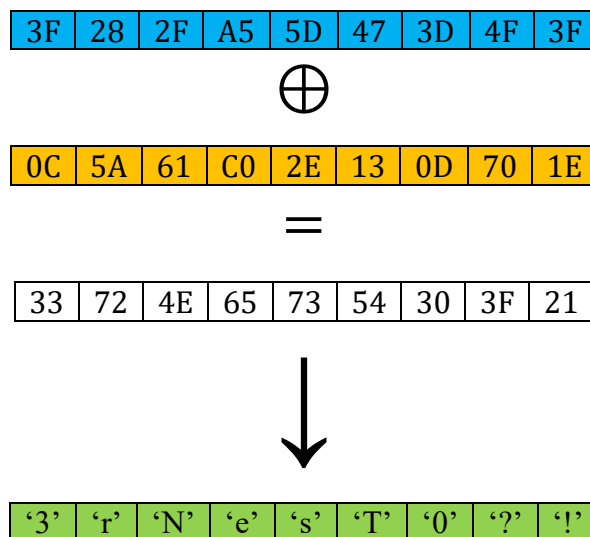 3F 28 2F A5 5D 47 3D 4F 3F
⊕
0C 5A 61 C0 2E 13 0D 70 1E
=
33 72 4E 65 73 54 30 3F 21
↓
‘3’ ‘r’ ‘N’ ‘e’ ‘s’ ‘T’ ‘0’ ‘?’ ‘!’